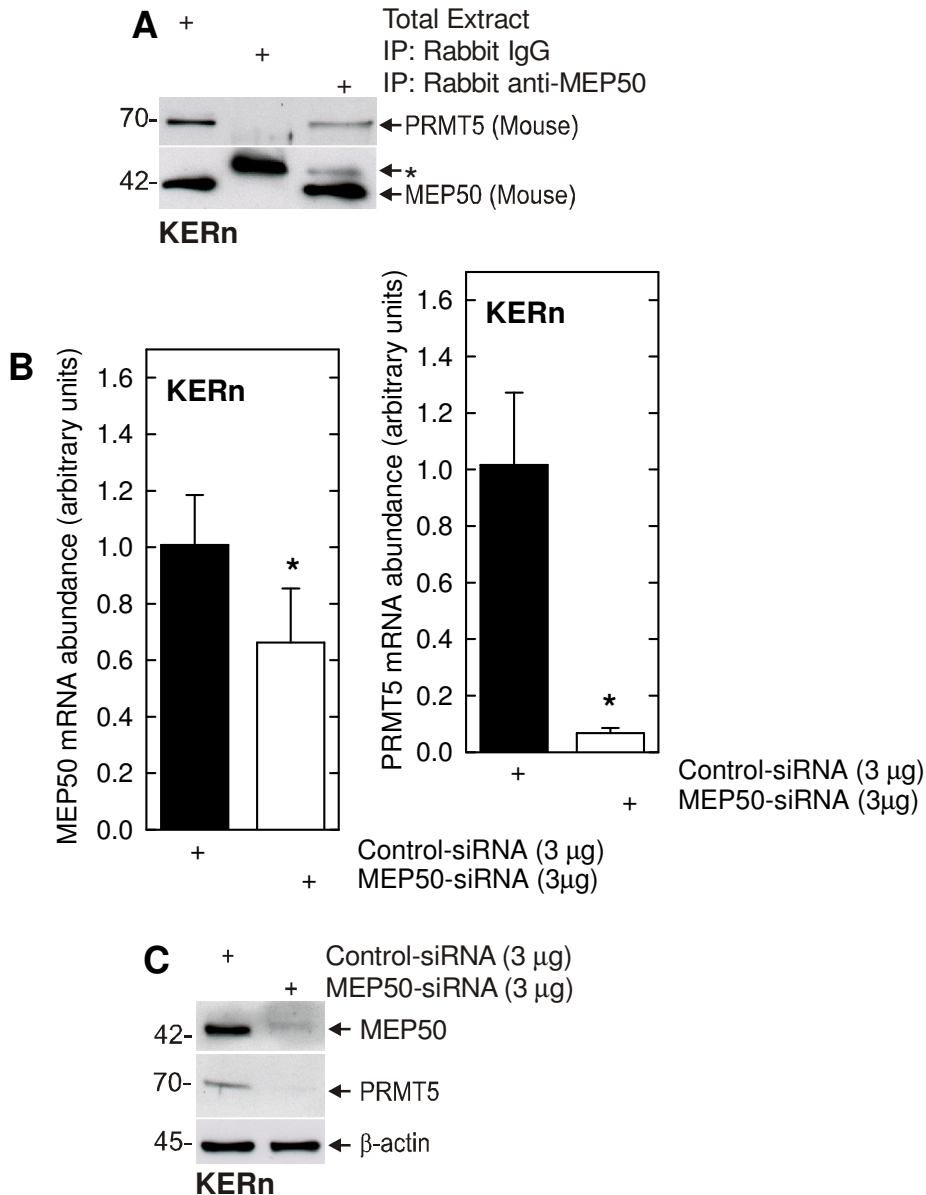 A
+ Total Extract
+ IP: Rabbit IgG
+ IP: Rabbit anti-MEP50
70- PRMT5 (Mouse)
*
42- MEP50 (Mouse)
KERn
B
MEP50 mRNA abundance (arbitrary units)
1.6
1.4
1.2
1.0
0.8
0.6
0.4
0.2
0.0
KERn
*
+ Control-siRNA (3 μg)
+ MEP50-siRNA (3μg)
PRMT5 mRNA abundance (arbitrary units)
1.6
1.4
1.2
1.0
0.8
0.6
0.4
0.2
0.0
KERn
*
+ Control-siRNA (3 μg)
+ MEP50-siRNA (3μg)
C
+ Control-siRNA (3 μg)
+ MEP50-siRNA (3 μg)
42- MEP50
70- PRMT5
45- β-actin
KERn